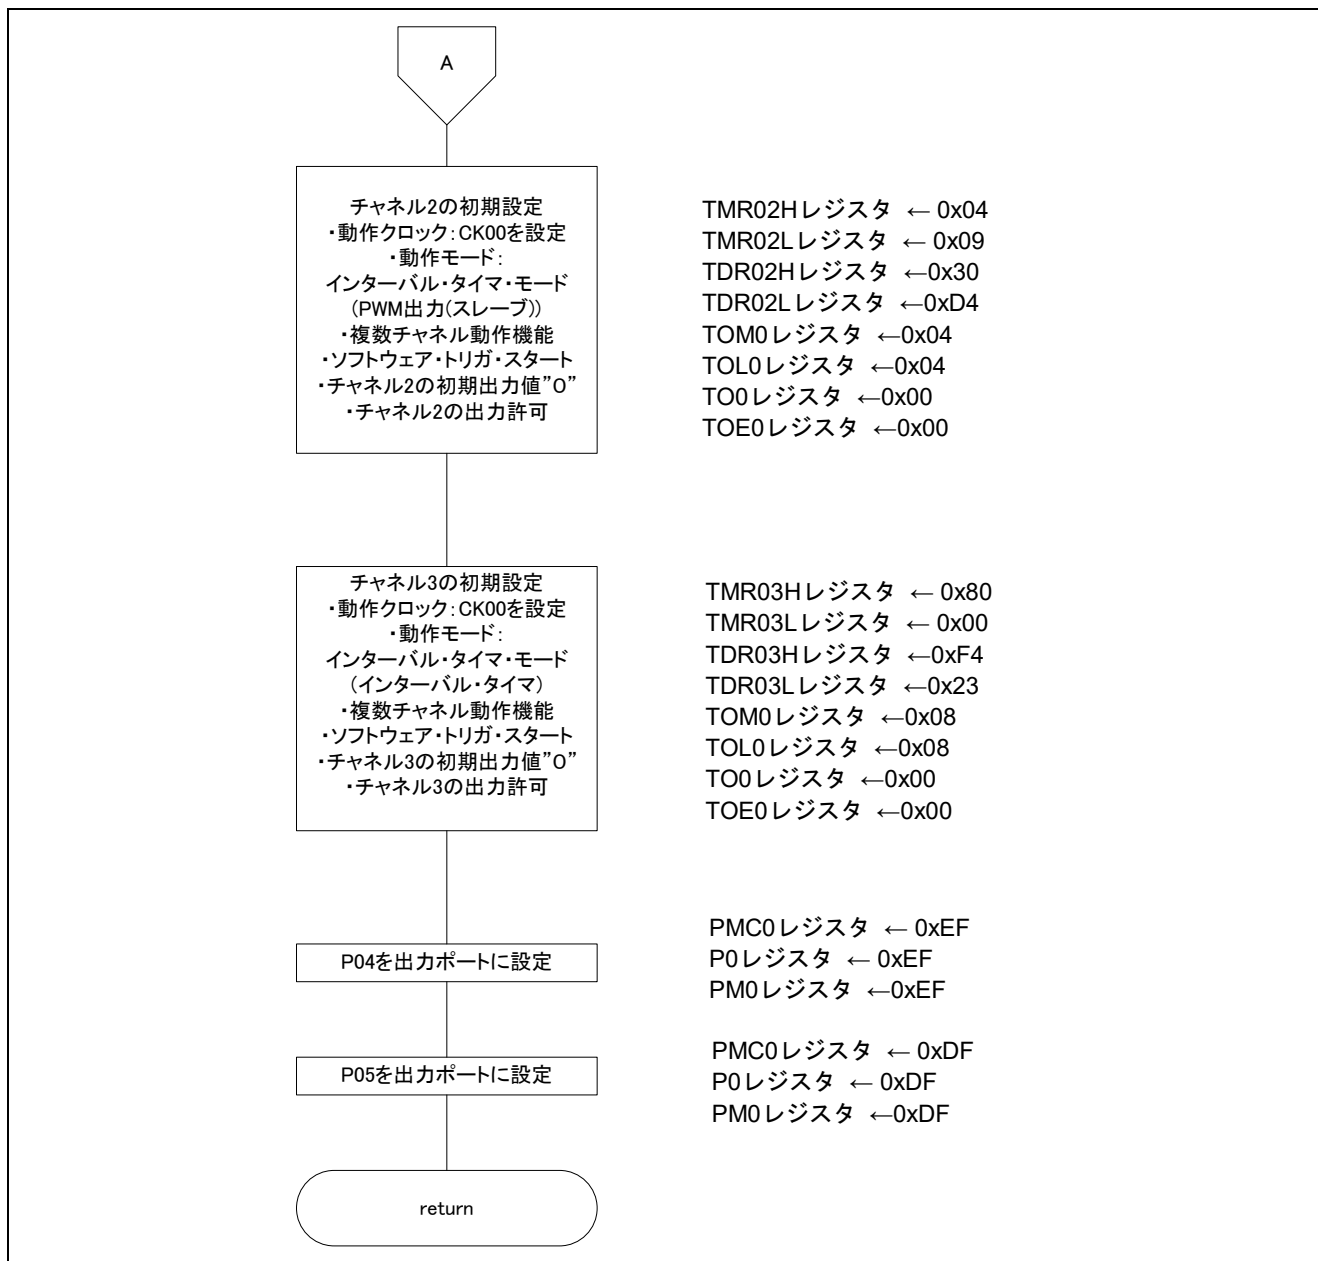 A
チャネル2の初期設定
・動作クロック:CK00を設定
・動作モード:
インターバル・タイマ・モード
(PWM出力(スレーブ))
・複数チャネル動作機能
・ソフトウェア・トリガ・スタート
・チャネル2の初期出力値”0”
・チャネル2の出力許可
TMR02Hレジスタ ← 0x04
TMR02Lレジスタ ← 0x09
TDR02Hレジスタ ←0x30
TDR02Lレジスタ ←0xD4
TOM0レジスタ ←0x04
TOL0レジスタ ←0x04
TO0レジスタ ←0x00
TOE0レジスタ ←0x00
チャネル3の初期設定
・動作クロック:CK00を設定
・動作モード:
インターバル・タイマ・モード
(インターバル・タイマ)
・複数チャネル動作機能
・ソフトウェア・トリガ・スタート
・チャネル3の初期出力値”0”
・チャネル3の出力許可
TMR03Hレジスタ ← 0x80
TMR03Lレジスタ ← 0x00
TDR03Hレジスタ ←0xF4
TDR03Lレジスタ ←0x23
TOM0レジスタ ←0x08
TOL0レジスタ ←0x08
TO0レジスタ ←0x00
TOE0レジスタ ←0x00
P04を出力ポートに設定
PMC0レジスタ ← 0xEF
P0レジスタ ← 0xEF
PM0レジスタ ←0xEF
P05を出力ポートに設定
PMC0レジスタ ← 0xDF
P0レジスタ ← 0xDF
PM0レジスタ ←0xDF
return